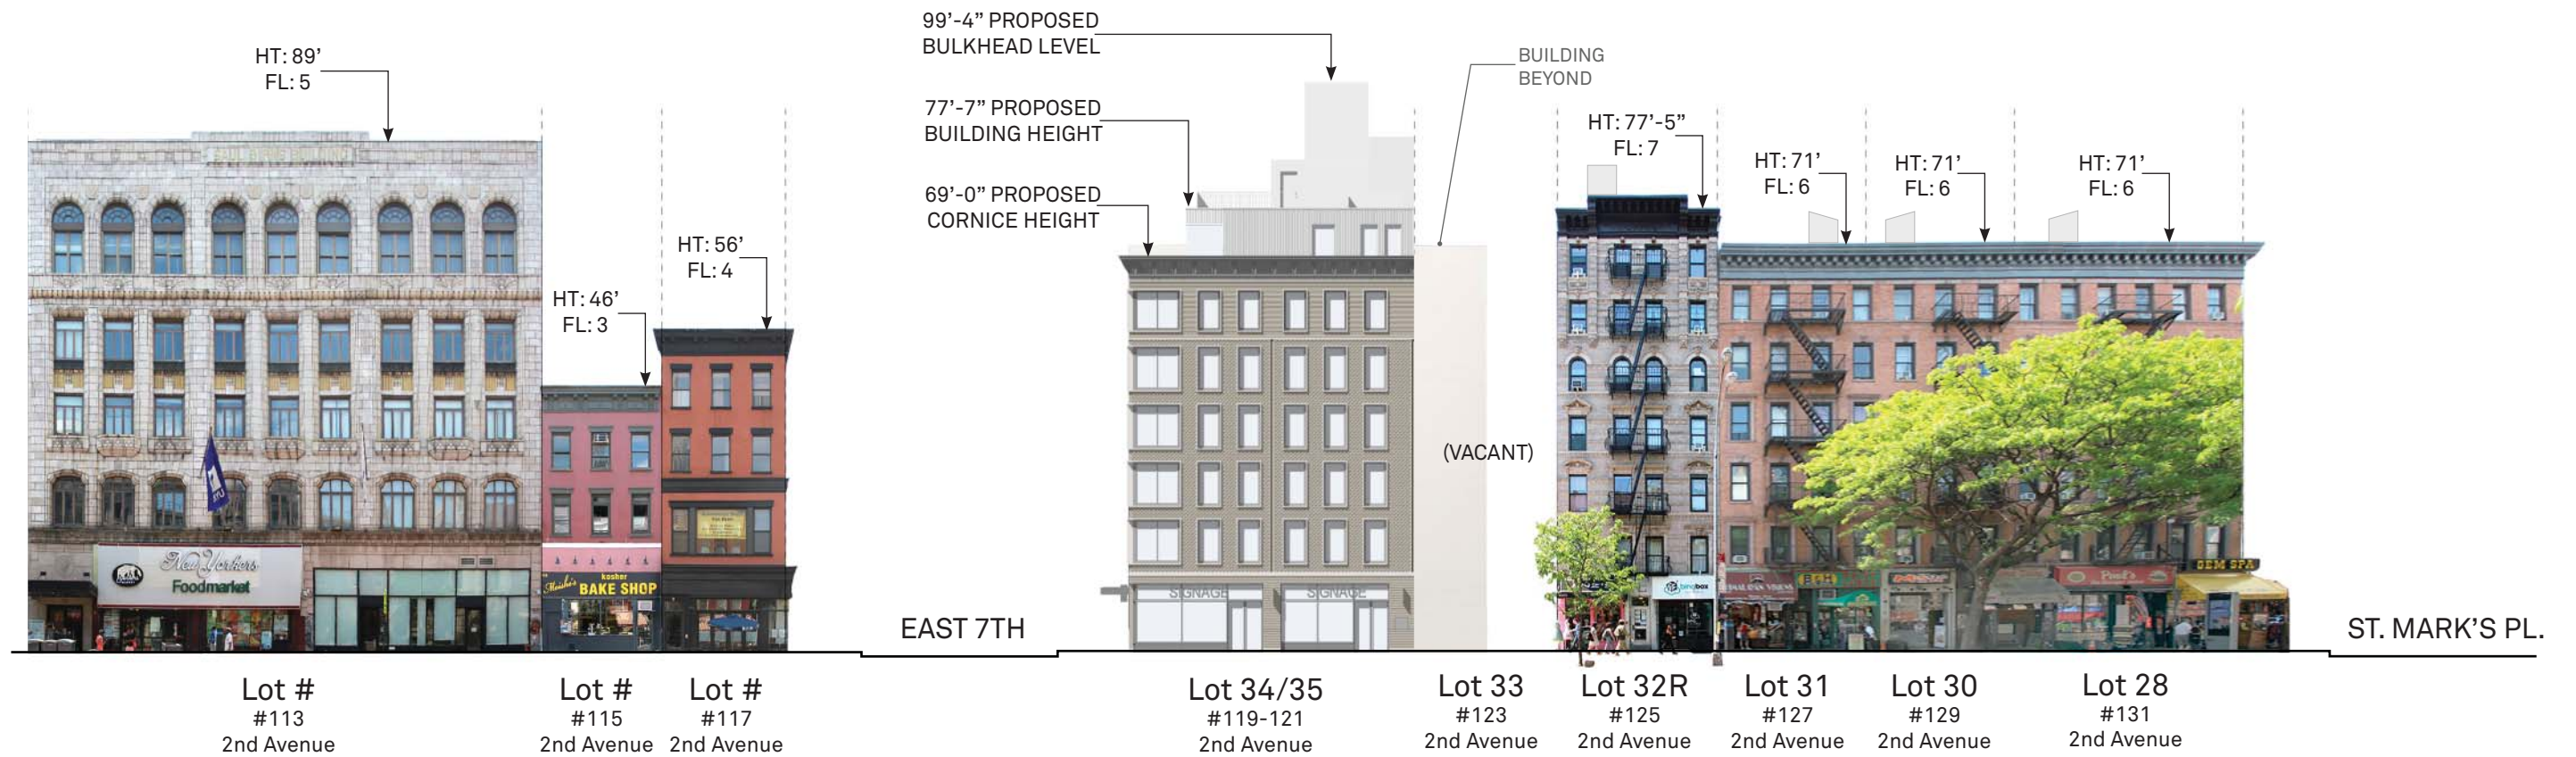 HT: 89’
FL: 5
HT: 46’
FL: 3
HT: 56’
FL: 4
99’-4” PROPOSED
BULKHEAD LEVEL
77’-7” PROPOSED
BUILDING HEIGHT
69’-0” PROPOSED
CORNICE HEIGHT
BUILDING
BEYOND
HT: 77’-5”
FL: 7
HT: 71’
FL: 6
HT: 71’
FL: 6
HT: 71’
FL: 6
(VACANT)
NYU
New Yorkers
Foodmarket
kosher
Moishe's BAKE SHOP
SIGNAGE
SIGNAGE
bingbox
GEM SPA
EAST 7TH
ST. MARK’S PL.
Lot #
#113
2nd Avenue
Lot #
#115
2nd Avenue
Lot #
#117
2nd Avenue
Lot 34/35
#119-121
2nd Avenue
Lot 33
#123
2nd Avenue
Lot 32R
#125
2nd Avenue
Lot 31
#127
2nd Avenue
Lot 30
#129
2nd Avenue
Lot 28
#131
2nd Avenue